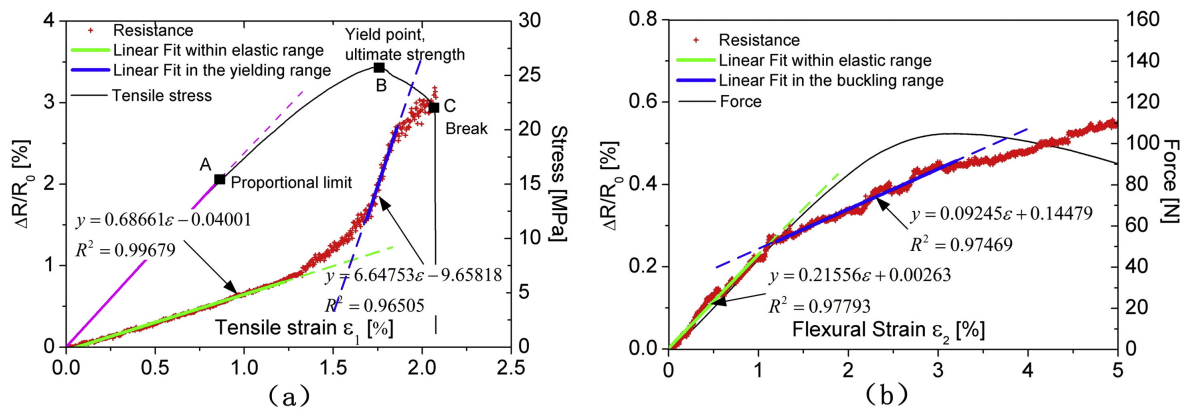 Resistance
Linear Fit within elastic range
Linear Fit in the yielding range
Tensile stress
Yield point,
ultimate strength
A
B
C
Break
Proportional limit
y = 0.68661ε − 0.04001
R² = 0.99679
y = 6.64753ε − 9.65818
R² = 0.96505
ΔR/R₀ [%]
4
3
2
1
0
Stress [MPa]
30
25
20
15
10
5
0
Tensile strain ε₁ [%]
0.0 0.5 1.0 1.5 2.0 2.5
(a)
Resistance
Linear Fit within elastic range
Linear Fit in the buckling range
Force
y = 0.09245ε + 0.14479
R² = 0.97469
y = 0.21556ε + 0.00263
R² = 0.97793
ΔR/R₀ [%]
0.8
0.6
0.4
0.2
0.0
Force [N]
160
140
120
100
80
60
40
20
0
Flexural Strain ε₂ [%]
0 1 2 3 4 5
(b)